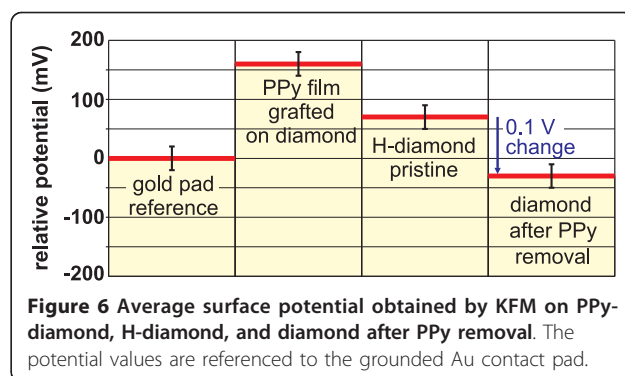 relative potential (mV)
200
100
0
-100
-200
gold pad
reference
PPy film
grafted
on diamond
H-diamond
pristine
0.1 V
change
diamond
after PPy
removal
Figure 6 Average surface potential obtained by KFM on PPy-
diamond, H-diamond, and diamond after PPy removal. The
potential values are referenced to the grounded Au contact pad.